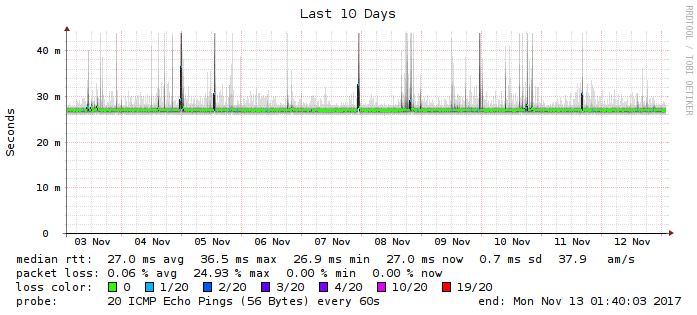 Last 10 Days
RRDTOOL / TOBI OETIKER
Seconds
40 m
30 m
20 m
10 m
0
03 Nov 04 Nov 05 Nov 06 Nov 07 Nov 08 Nov 09 Nov 10 Nov 11 Nov 12 Nov
median rtt: 27.0 ms avg 36.5 ms max 26.9 ms min 27.0 ms now 0.7 ms sd 37.9 am/s
packet loss: 0.06 % avg 24.93 % max 0.00 % min 0.00 % now
loss color: 0 1/20 2/20 3/20 4/20 10/20 19/20
probe: 20 ICMP Echo Pings (56 Bytes) every 60s end: Mon Nov 13 01:40:03 2017